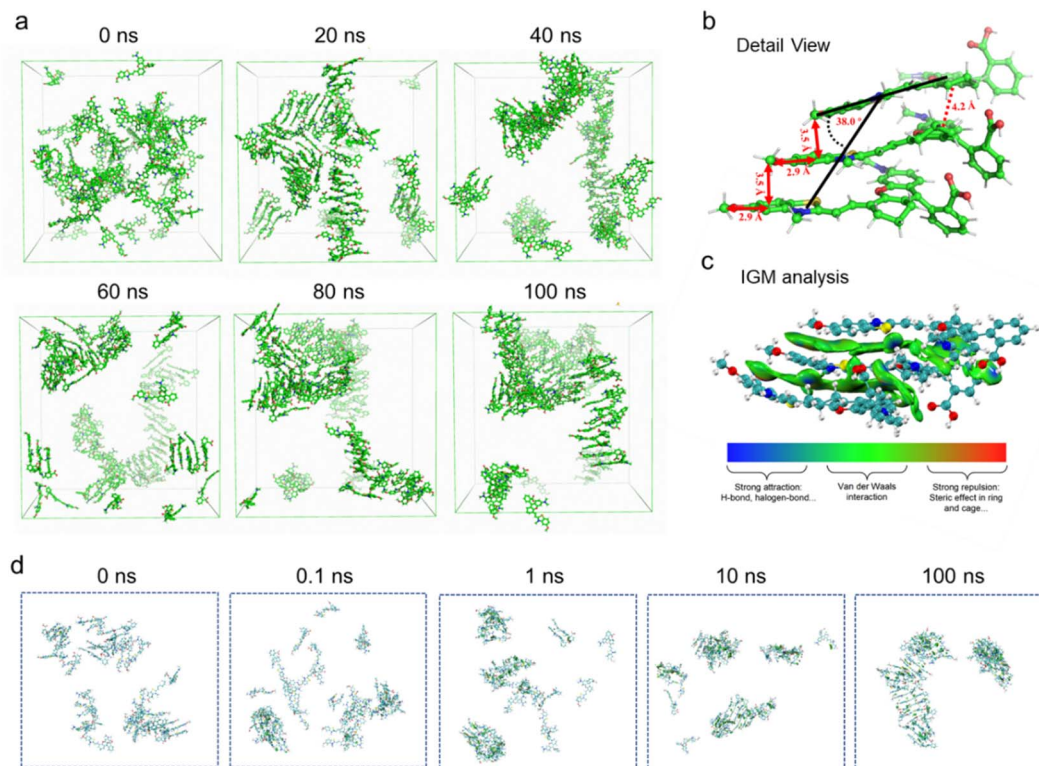 a
0 ns
20 ns
40 ns
60 ns
80 ns
100 ns
b
Detail View
4.2 Å
38.0 °
3.5 Å
2.9 Å
3.5 Å
2.9 Å
c
IGM analysis
Strong attraction:
H-bond, halogen-bond...
Van der Waals
interaction
Strong repulsion:
Steric effect in ring
and cage...
d
0 ns
0.1 ns
1 ns
10 ns
100 ns